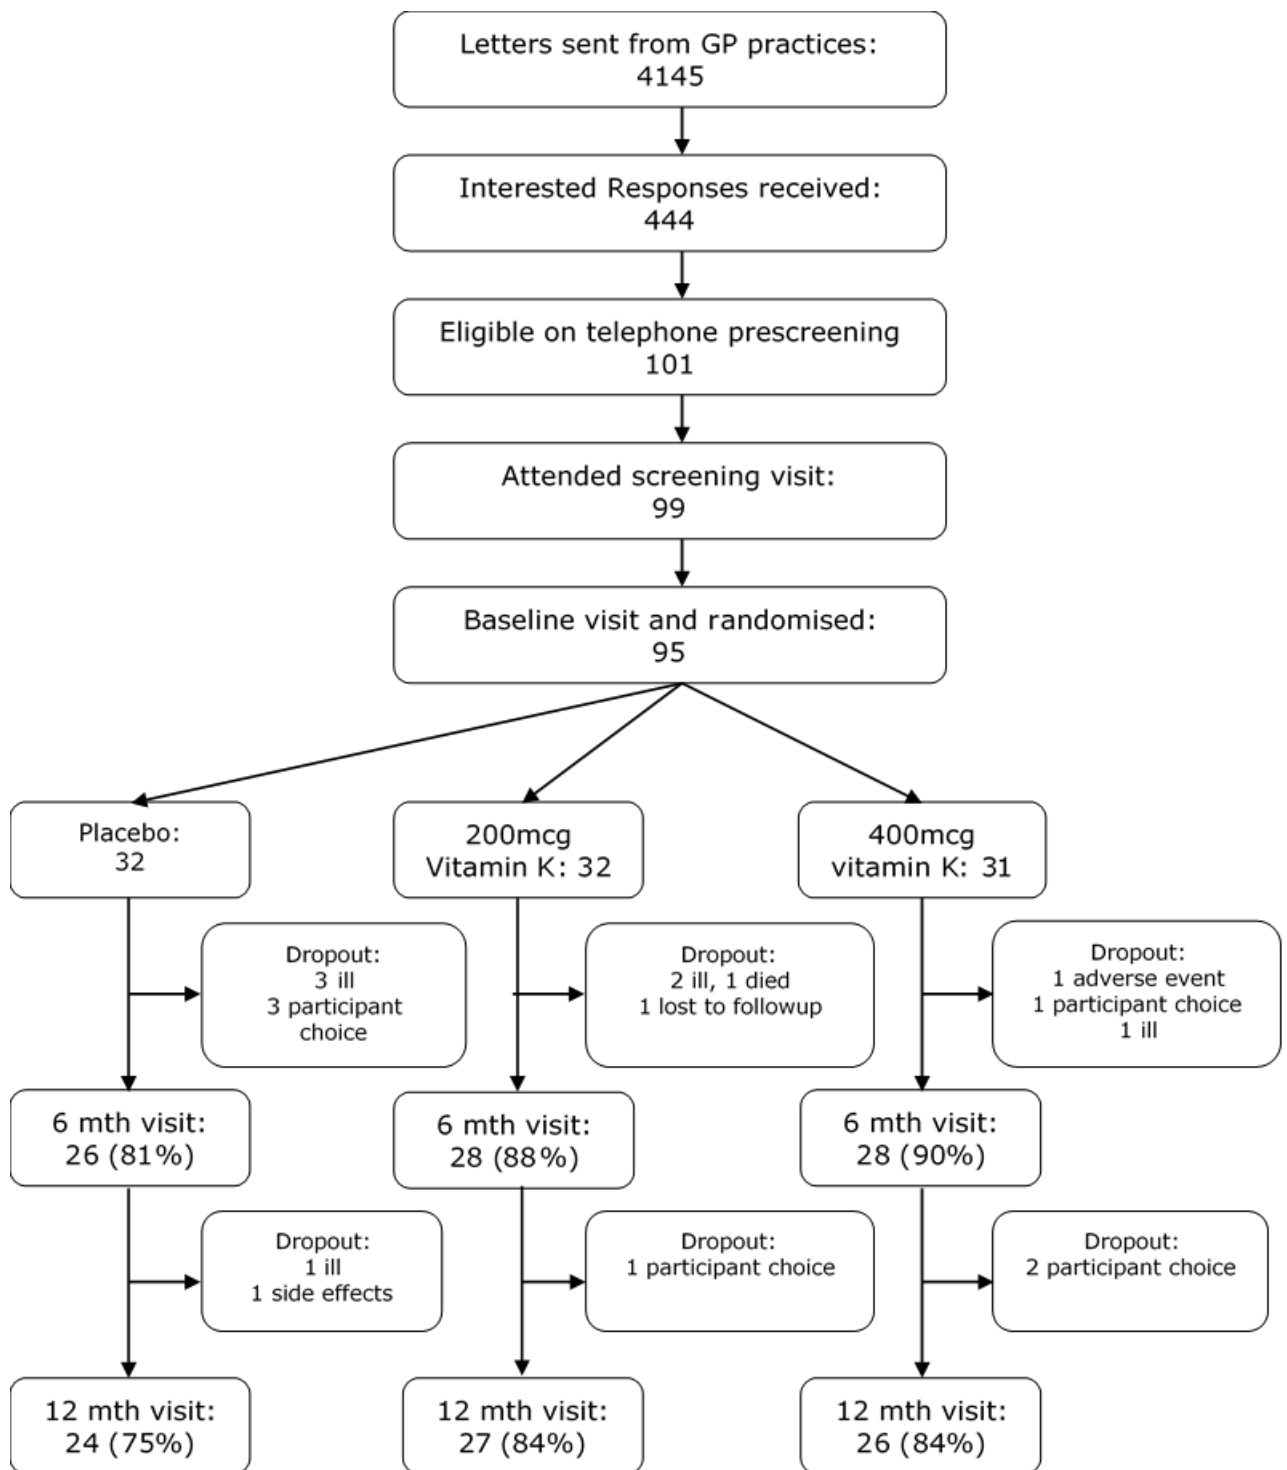 Letters sent from GP practices:
4145
Interested Responses received:
444
Eligible on telephone prescreening
101
Attended screening visit:
99
Baseline visit and randomised:
95
Placebo:
32
200mcg
Vitamin K: 32
400mcg
vitamin K: 31
Dropout:
3 ill
3 participant
choice
Dropout:
2 ill, 1 died
1 lost to followup
Dropout:
1 adverse event
1 participant choice
1 ill
6 mth visit:
26 (81%)
6 mth visit:
28 (88%)
6 mth visit:
28 (90%)
Dropout:
1 ill
1 side effects
Dropout:
1 participant choice
Dropout:
2 participant choice
12 mth visit:
24 (75%)
12 mth visit:
27 (84%)
12 mth visit:
26 (84%)